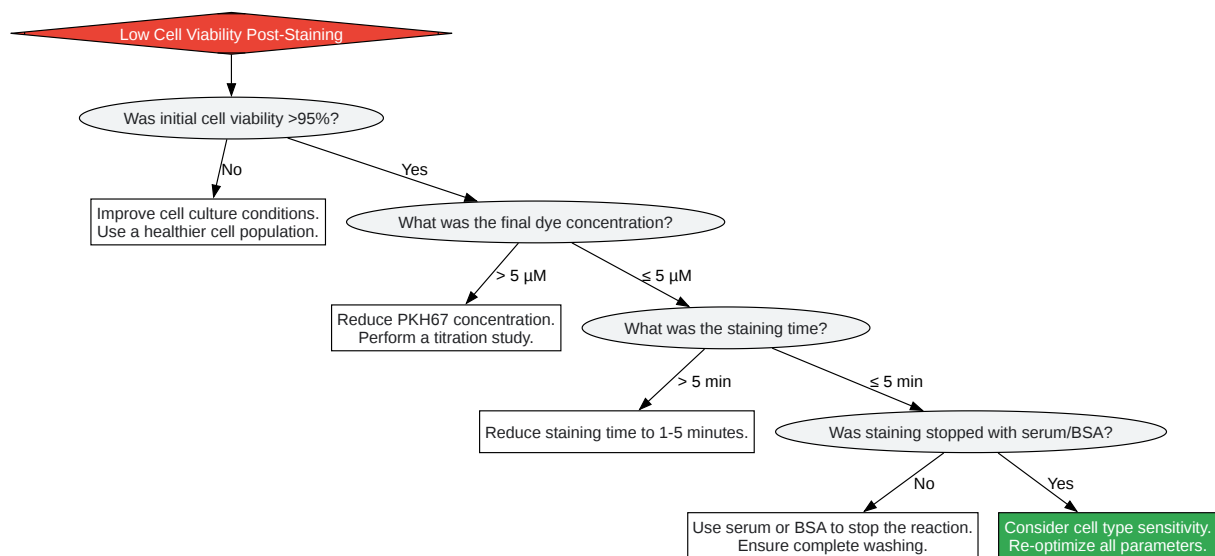 Low Cell Viability Post-Staining
Was initial cell viability >95%?
No
Yes
Improve cell culture conditions.
Use a healthier cell population.
What was the final dye concentration?
> 5 µM
≤ 5 µM
Reduce PKH67 concentration.
Perform a titration study.
What was the staining time?
> 5 min
≤ 5 min
Reduce staining time to 1-5 minutes.
Was staining stopped with serum/BSA?
No
Yes
Use serum or BSA to stop the reaction.
Ensure complete washing.
Consider cell type sensitivity.
Re-optimize all parameters.